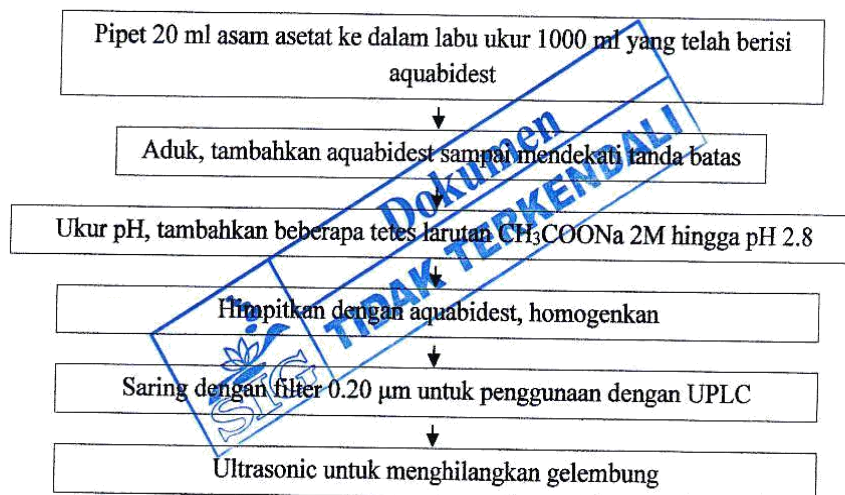 Pipet 20 ml asam asetat ke dalam labu ukur 1000 ml yang telah berisi
aquabidest
Aduk, tambahkan aquabidest sampai mendekati tanda batas
Ukur pH, tambahkan beberapa tetes larutan CH₃COONa 2M hingga pH 2.8
Himpitkan dengan aquabidest, homogenkan
Saring dengan filter 0.20 µm untuk penggunaan dengan UPLC
Ultrasonic untuk menghilangkan gelembung
Dokumen
TIDAK TERKENDALI
SIG